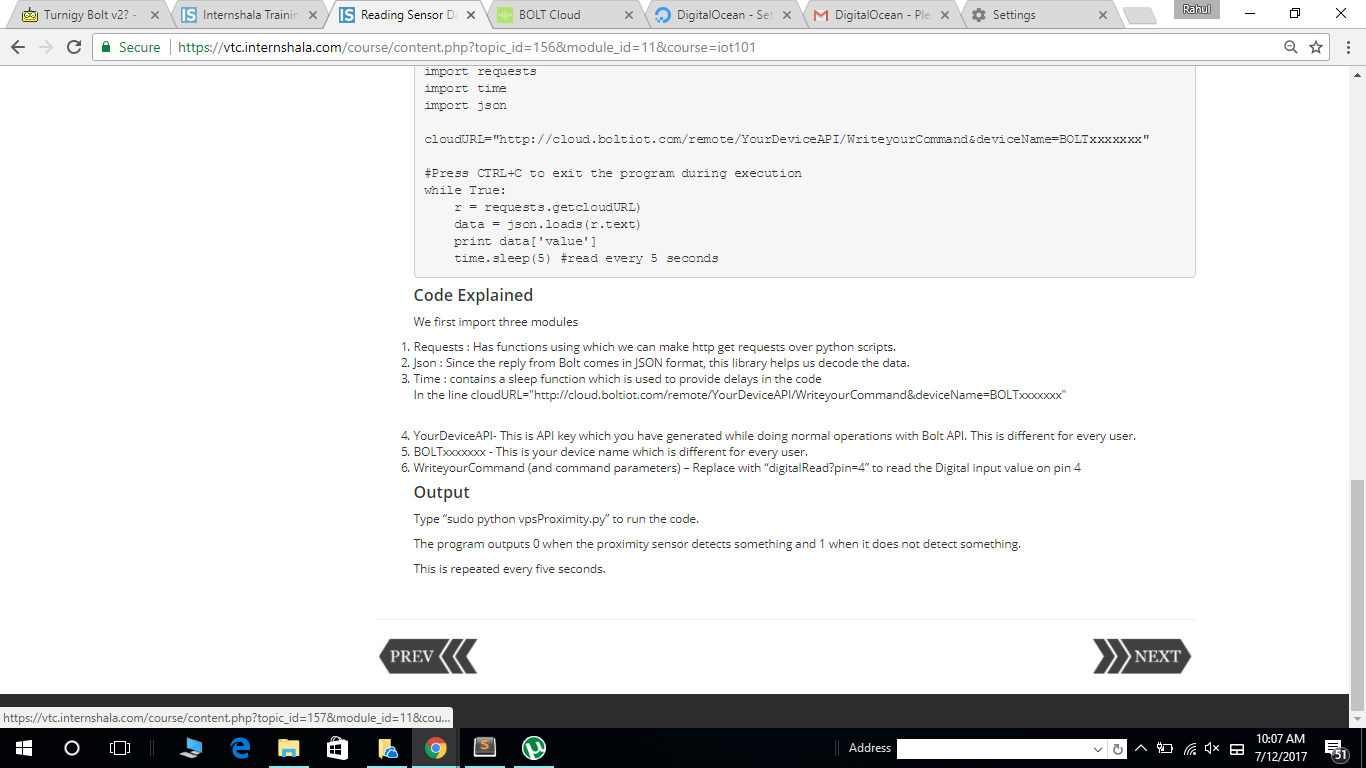 Turnigy Bolt v2? -
Internshala Trainin
Reading Sensor Da
BOLT Cloud
DigitalOcean - Set
DigitalOcean - Ple
Settings
Rahul
Secure
https://vtc.internshala.com/course/content.php?topic_id=156&module_id=11&course=iot101
import requests
import time
import json
cloudURL="http://cloud.boltiot.com/remote/YourDeviceAPI/WriteyourCommand&deviceName=BOLTxxxxxxx"
#Press CTRL+C to exit the program during execution
while True:
    r = requests.getcloudURL)
    data = json.loads(r.text)
    print data['value']
    time.sleep(5) #read every 5 seconds
Code Explained
We first import three modules
1. Requests : Has functions using which we can make http get requests over python scripts.
2. Json : Since the reply from Bolt comes in JSON format, this library helps us decode the data.
3. Time : contains a sleep function which is used to provide delays in the code
In the line cloudURL="http://cloud.boltiot.com/remote/YourDeviceAPI/WriteyourCommand&deviceName=BOLTxxxxxxx"
4. YourDeviceAPI- This is API key which you have generated while doing normal operations with Bolt API. This is different for every user.
5. BOLTxxxxxxx - This is your device name which is different for every user.
6. WriteyourCommand (and command parameters) – Replace with “digitalRead?pin=4” to read the Digital input value on pin 4
Output
Type “sudo python vpsProximity.py” to run the code.
The program outputs 0 when the proximity sensor detects something and 1 when it does not detect something.
This is repeated every five seconds.
PREV
NEXT
https://vtc.internshala.com/course/content.php?topic_id=157&module_id=11&cou...
Address
10:07 AM
7/12/2017
51